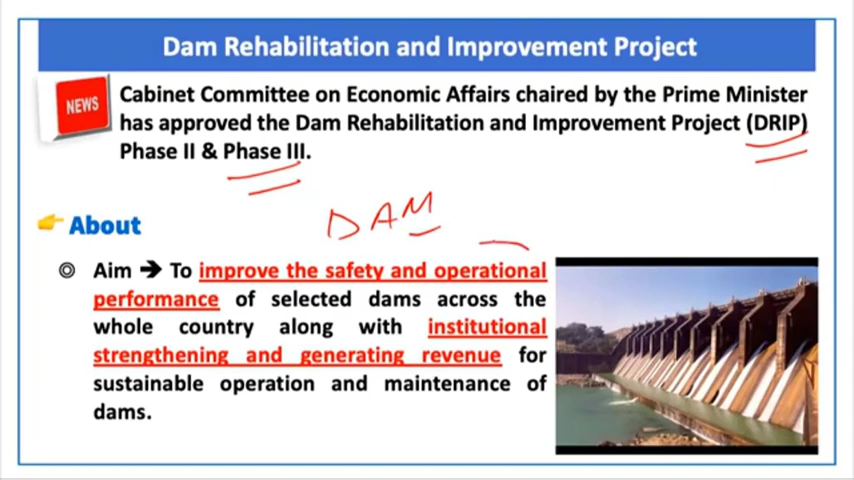 Dam Rehabilitation and Improvement Project
NEWS
Cabinet Committee on Economic Affairs chaired by the Prime Minister
has approved the Dam Rehabilitation and Improvement Project (DRIP)
Phase II & Phase III.
DAM
About
Aim → To improve the safety and operational
performance of selected dams across the
whole country along with institutional
strengthening and generating revenue for
sustainable operation and maintenance of
dams.